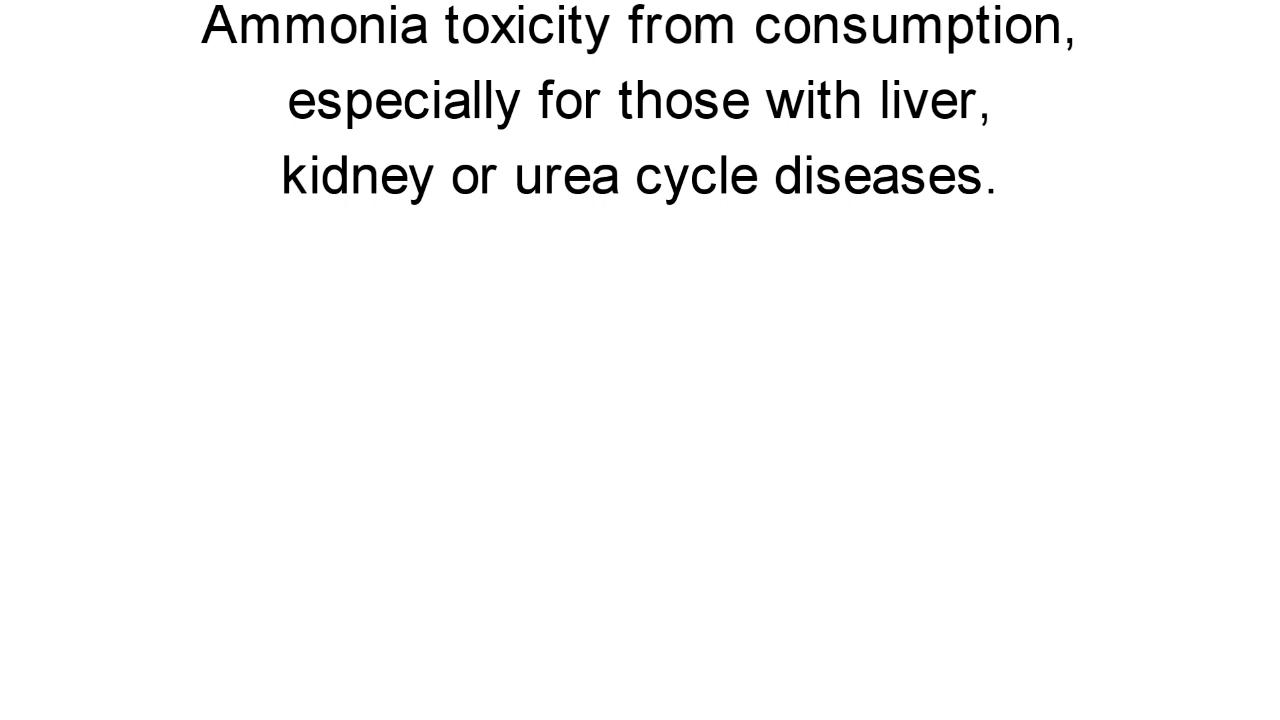 Ammonia toxicity from consumption,
especially for those with liver,
kidney or urea cycle diseases.